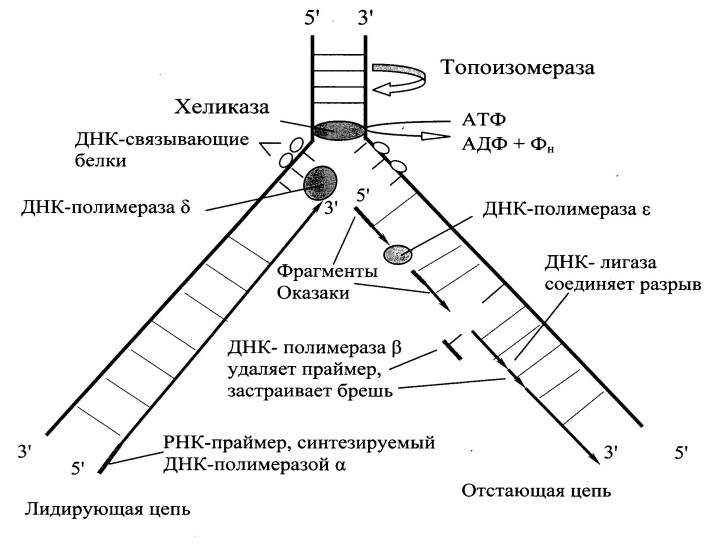 5' 3'
Топоизомераза
Хеликаза
АТФ
АДФ + Фн
ДНК-связывающие
белки
ДНК-полимераза δ
3' 5'
ДНК-полимераза ε
Фрагменты
Оказаки
ДНК- лигаза
соединяет разрыв
ДНК- полимераза β
удаляет праймер,
застраивает брешь
3'
5'
РНК-праймер, синтезируемый
ДНК-полимеразой α
3'
5'
Лидирующая цепь
Отстающая цепь